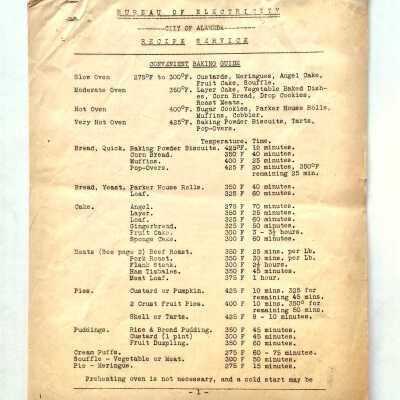 BUREAU OF ELECTRICITY
CITY OF ALAMEDA
RECIPE SERVICE
CONVENIENT BAKING GUIDE
Slow Oven 275°F to 300°F. Custards, Meringues, Angel Cake,
Fruit Cake, Souffle.
Moderate Oven 350°F. Layer Cake, Vegetable Baked Dish-
es, Corn Bread, Drop Cookies,
Roast Meats.
Hot Oven 400°F. Sugar Cookies, Parker House Rolls,
Muffins, Cobbler.
Very Hot Oven 425°F. Baking Powder Biscuits, Tarts,
Pop-Overs.
Temperature, Time.
Bread, Quick, Baking Powder Biscuits, 425°F. 12 minutes.
Corn Bread. 350 F 40 minutes.
Muffins. 400 F 25 minutes.
Pop-Overs. 425 F 20 minutes, 350°F
remaining 25 min.
Bread, Yeast, Parker House Rolls. 350 F 40 minutes.
Loaf. 325 F 60 minutes.
Cake. Angel. 275 F 70 minutes.
Layer. 350 F 25 minutes.
Loaf. 325 F 60 minutes.
Gingerbread. 325 F 50 minutes.
Fruit Cake. 300 F 3 - 3½ hours.
Sponge Cake. 300 F 60 minutes.
Meats (See page 2) Beef Roast. 350 F 25 mins. per Lb.
Pork Roast. 350 F 30 mins. per Lb.
Flank Steak. 300 F 2½ hours.
Ham Timbales. 350 F 45 minutes.
Meat Loaf. 375 F 1 hour.
Pies. Custard or Pumpkin. 425 F 10 mins. 325 for
remaining 45 mins.
2 Crust Fruit Pies. 400 F 10 mins. 350° for
remaining 50 mins.
Shell or Tarts. 425 F 8 - 10 minutes.
Puddings. Rice & Bread Pudding. 350 F 45 minutes.
Custard (1 pint) 300 F 45 minutes.
Fruit Dumpling. 350 F 60 minutes.
Cream Puffs. 375 F 60 - 75 minutes.
Souffle - Vegetable or Meat. 300 F 50 minutes.
Pie - Meringue. 275 F 15 minutes.
Preheating oven is not necessary, and a cold start may be
- 1 -